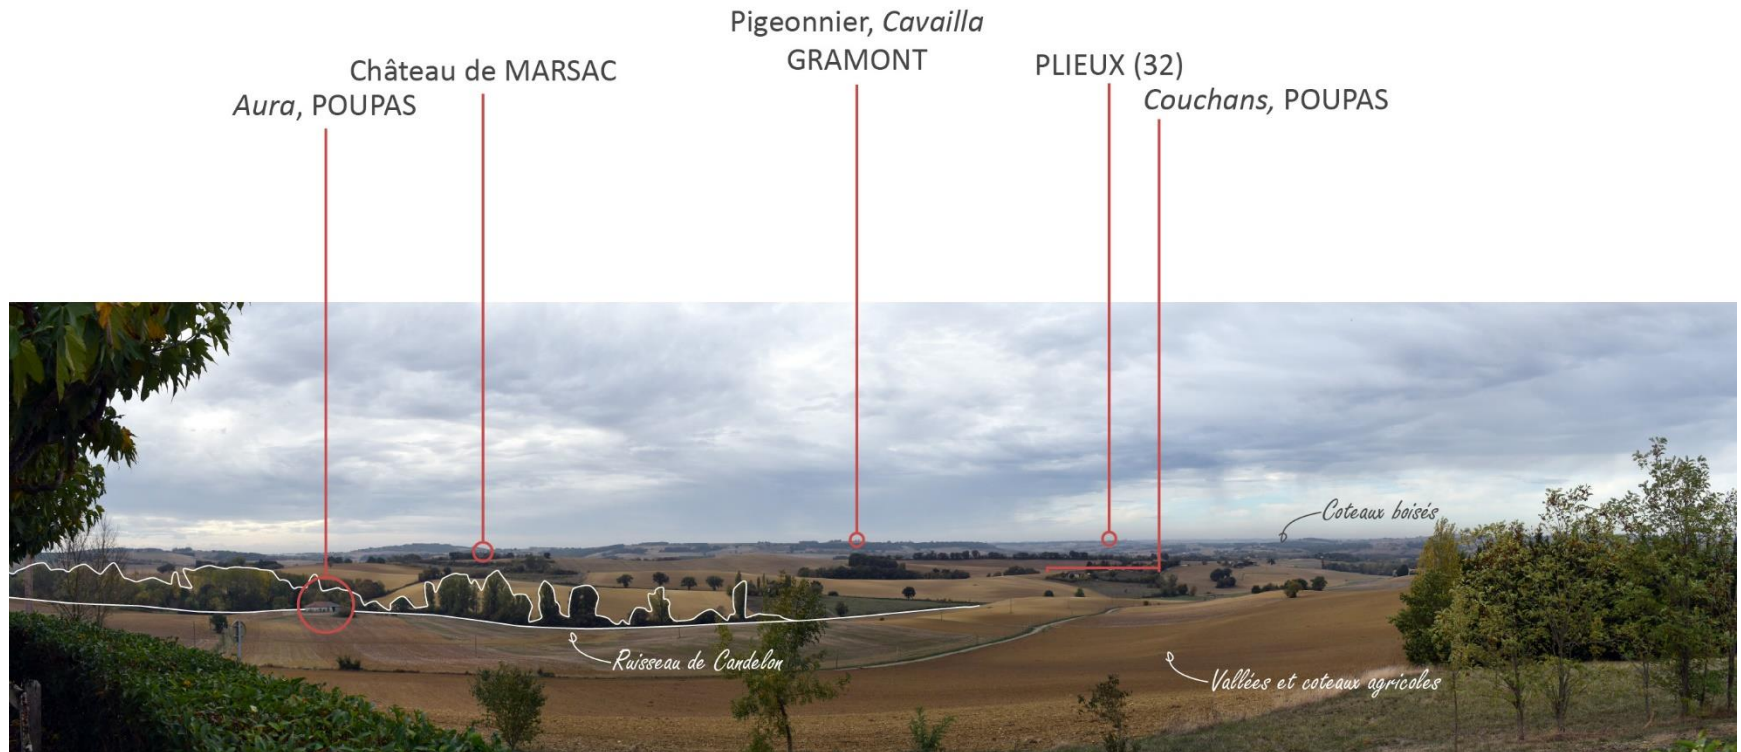 Pigeonnier, Cavailla
GRAMONT
Château de MARSAC
PLIEUX (32)
Aura, POUPAS
Couchans, POUPAS
Coteaux boisés
Ruisseau de Candelon
Vallées et coteaux agricoles